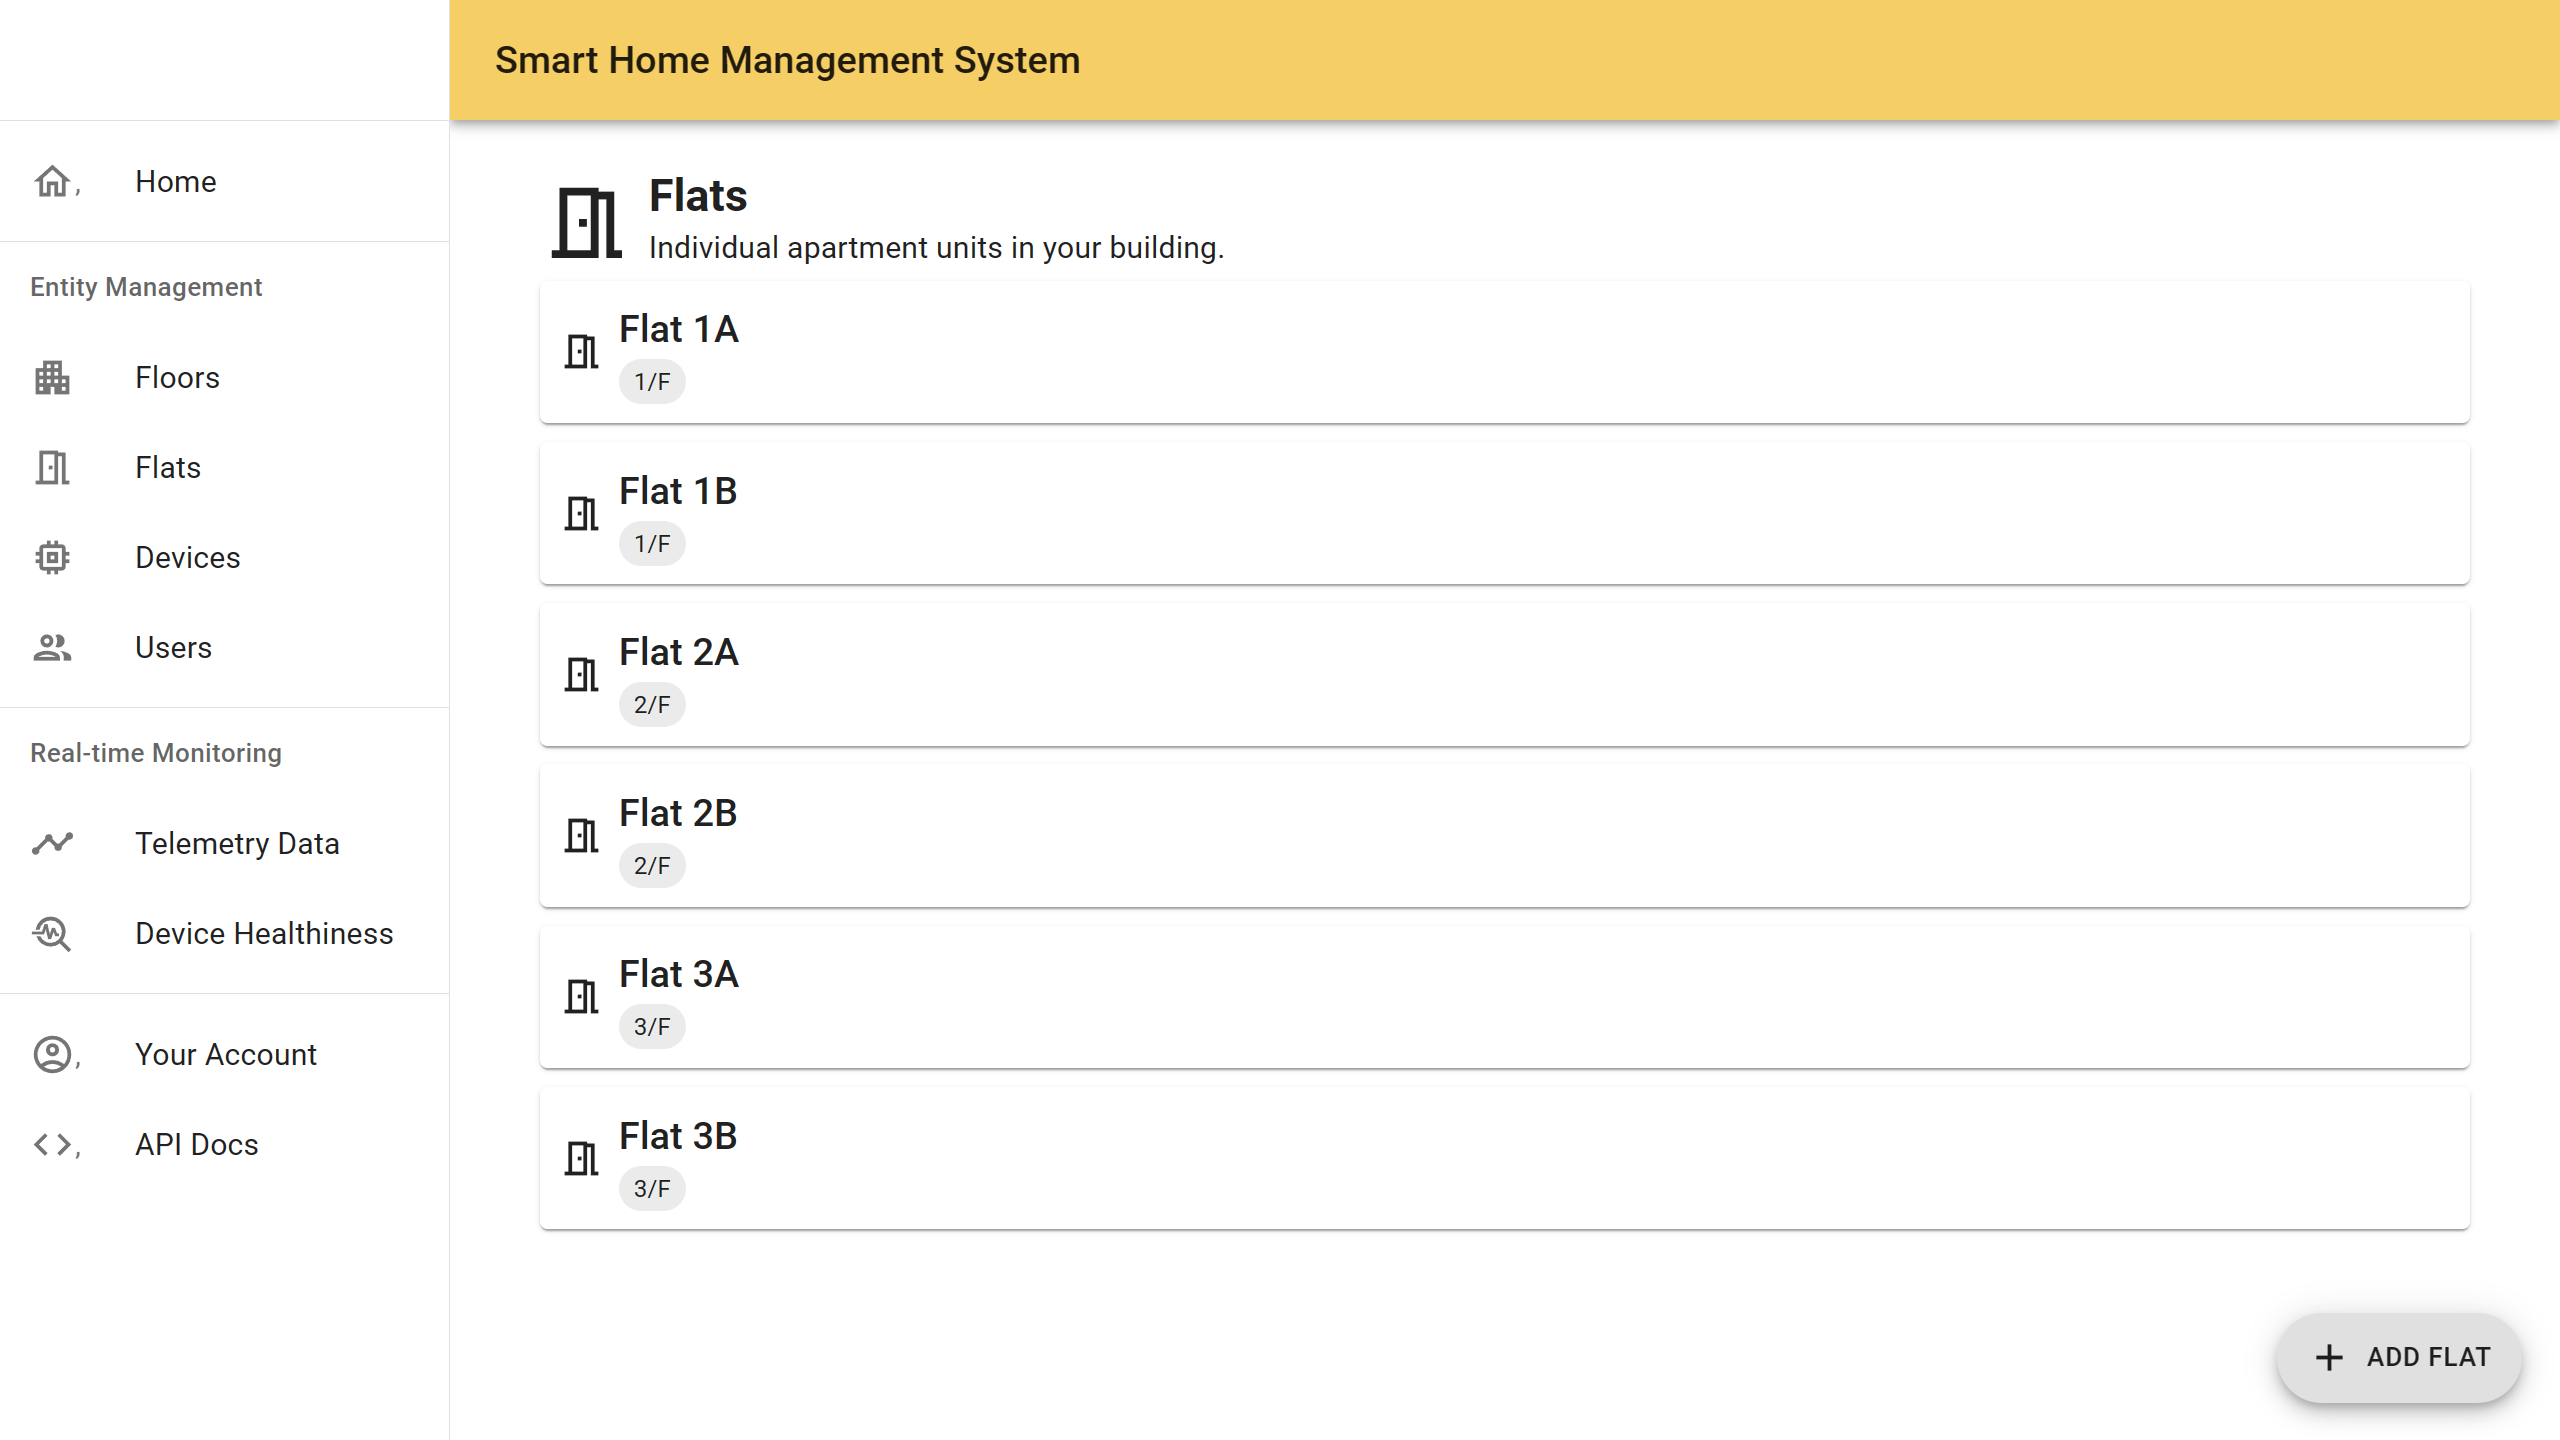 Smart Home Management System
, Home
Entity Management
Floors
Flats
Devices
Users
Real-time Monitoring
Telemetry Data
Device Healthiness
, Your Account
, API Docs
Flats
Individual apartment units in your building.
Flat 1A
1/F
Flat 1B
1/F
Flat 2A
2/F
Flat 2B
2/F
Flat 3A
3/F
Flat 3B
3/F
ADD FLAT